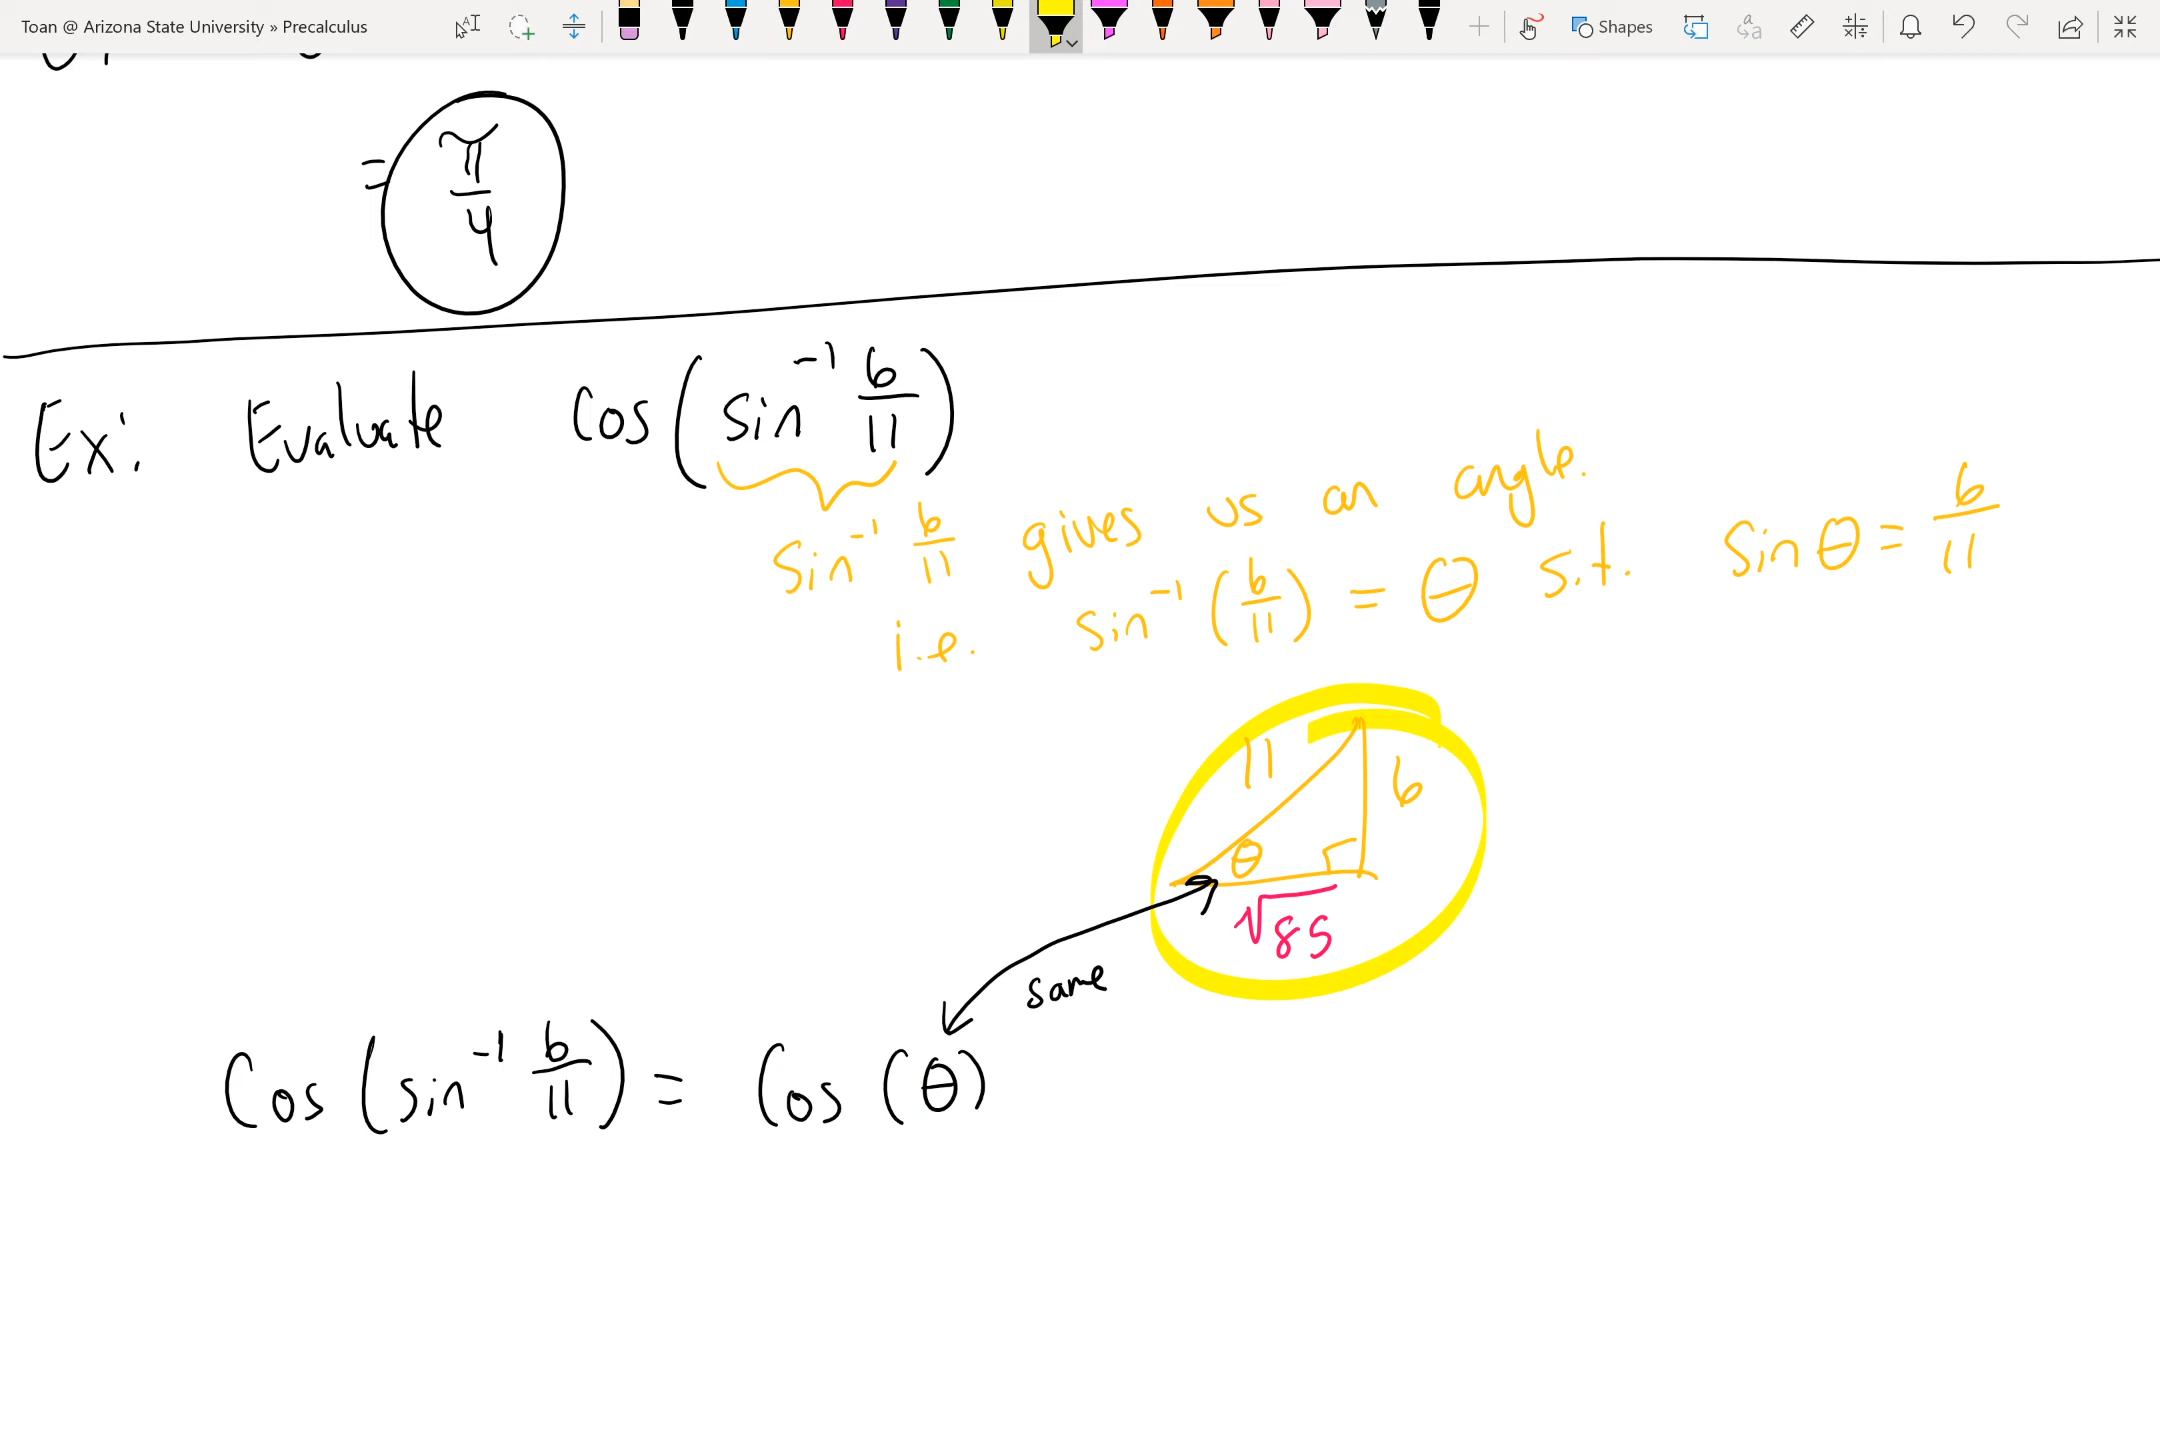 Toan @ Arizona State University » Precalculus
Shapes
= π/4
Ex: Evaluate cos(sin⁻¹ 6/11)
sin⁻¹ 6/11 gives us an angle.
i.e. sin⁻¹(6/11) = θ s.t. sinθ = 6/11
11
6
θ
√85
same
Cos(sin⁻¹ 6/11) = Cos(θ)